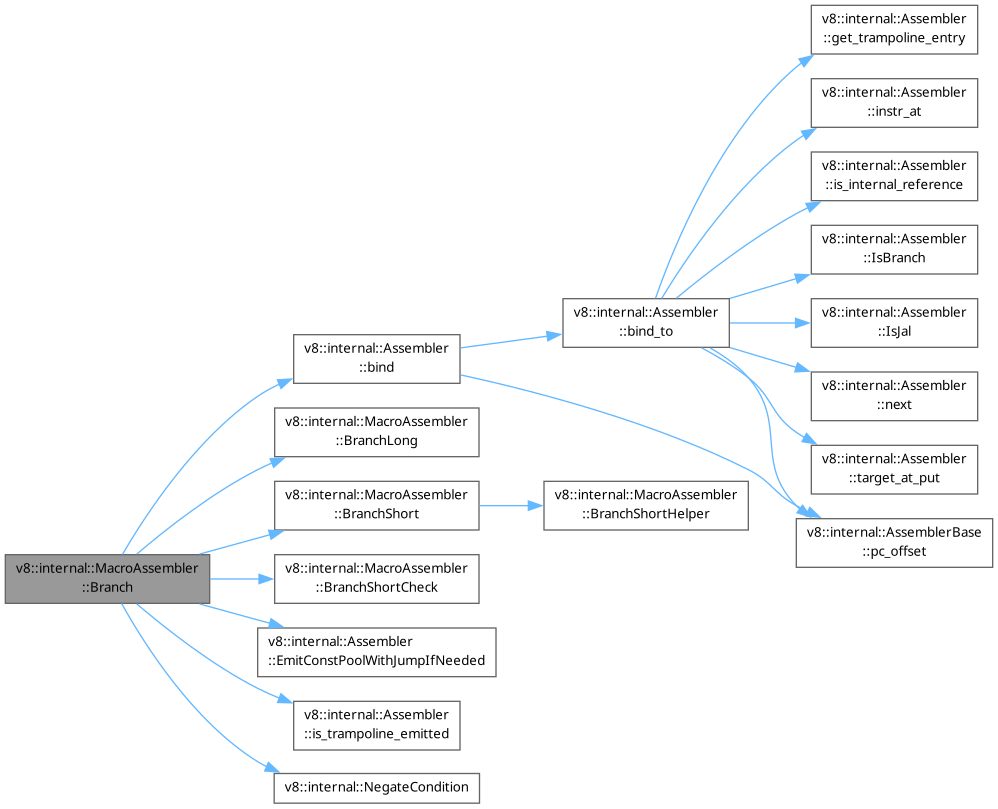 v8::internal::MacroAssembler
::Branch
v8::internal::Assembler
::bind
v8::internal::MacroAssembler
::BranchLong
v8::internal::MacroAssembler
::BranchShort
v8::internal::MacroAssembler
::BranchShortCheck
v8::internal::Assembler
::EmitConstPoolWithJumpIfNeeded
v8::internal::Assembler
::is_trampoline_emitted
v8::internal::NegateCondition
v8::internal::Assembler
::bind_to
v8::internal::MacroAssembler
::BranchShortHelper
v8::internal::Assembler
::get_trampoline_entry
v8::internal::Assembler
::instr_at
v8::internal::Assembler
::is_internal_reference
v8::internal::Assembler
::IsBranch
v8::internal::Assembler
::IsJal
v8::internal::Assembler
::next
v8::internal::Assembler
::target_at_put
v8::internal::AssemblerBase
::pc_offset